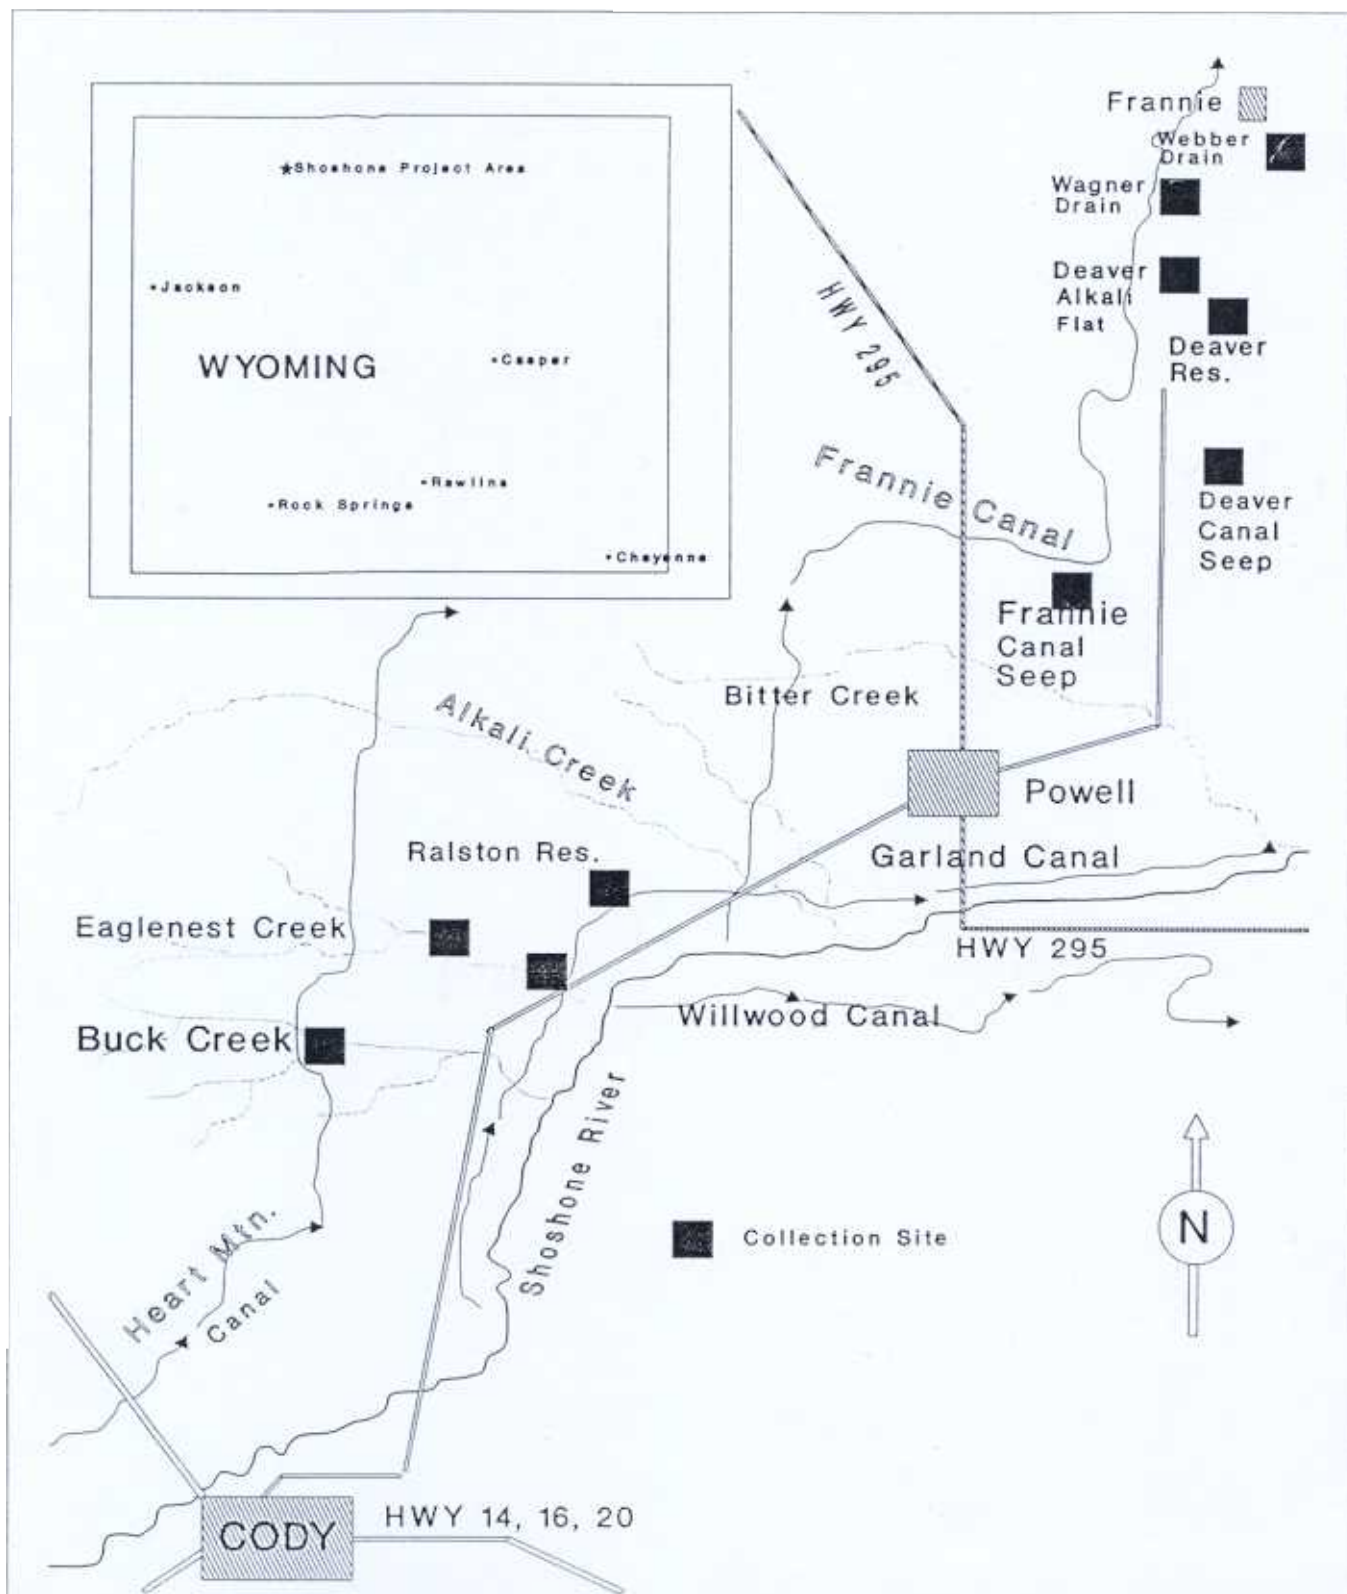 Frannie
Webber
Drain
Wagner
Drain
Shoshone Project Area
Deaver
Alkali
Flat
Jackson
HWY 295
Deaver
Res.
WYOMING
Casper
Frannie Canal
Rawlins
Rock Springs
Deaver
Canal
Seep
Cheyenne
Frannie
Canal
Seep
Bitter Creek
Alkali Creek
Powell
Ralston Res.
Garland Canal
Eaglenest Creek
HWY 295
Willwood Canal
Buck Creek
Shoshone River
Heart Mtn.
Canal
N
Collection Site
CODY
HWY 14, 16, 20